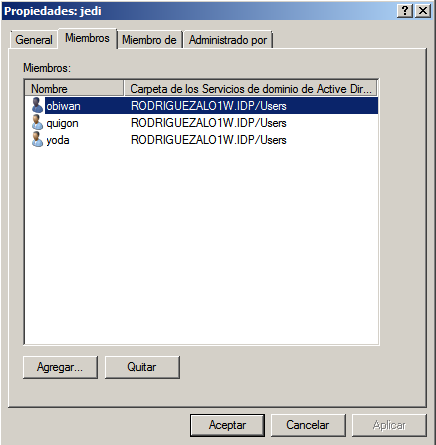 Propiedades: jedi
General Miembros Miembro de Administrado por
Miembros:
Nombre Carpeta de los Servicios de dominio de Active Dir...
obiwan RODRIGUEZALO1W.IDP/Users
quigon RODRIGUEZALO1W.IDP/Users
yoda RODRIGUEZALO1W.IDP/Users
Agregar... Quitar
Aceptar Cancelar Aplicar